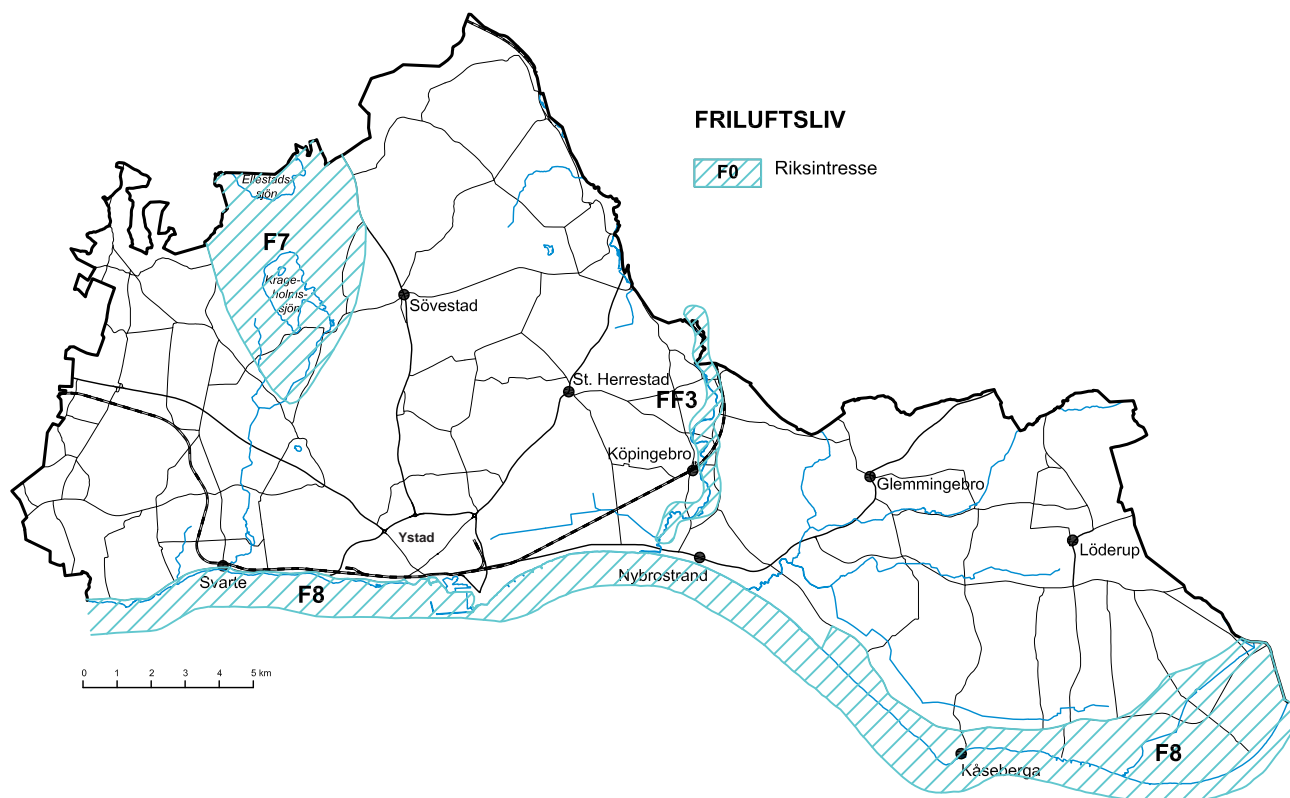 FRILUFTSLIV
F0 Riksintresse
Ellestads
sjön
F7
Krage-
holms-
sjön
Sövestad
St. Herrestad
FF3
Köpingebro
Glemmingebro
Ystad
Löderup
Svarte
Nybrostrand
F8
0 1 2 3 4 5 km
F8
Kåseberga